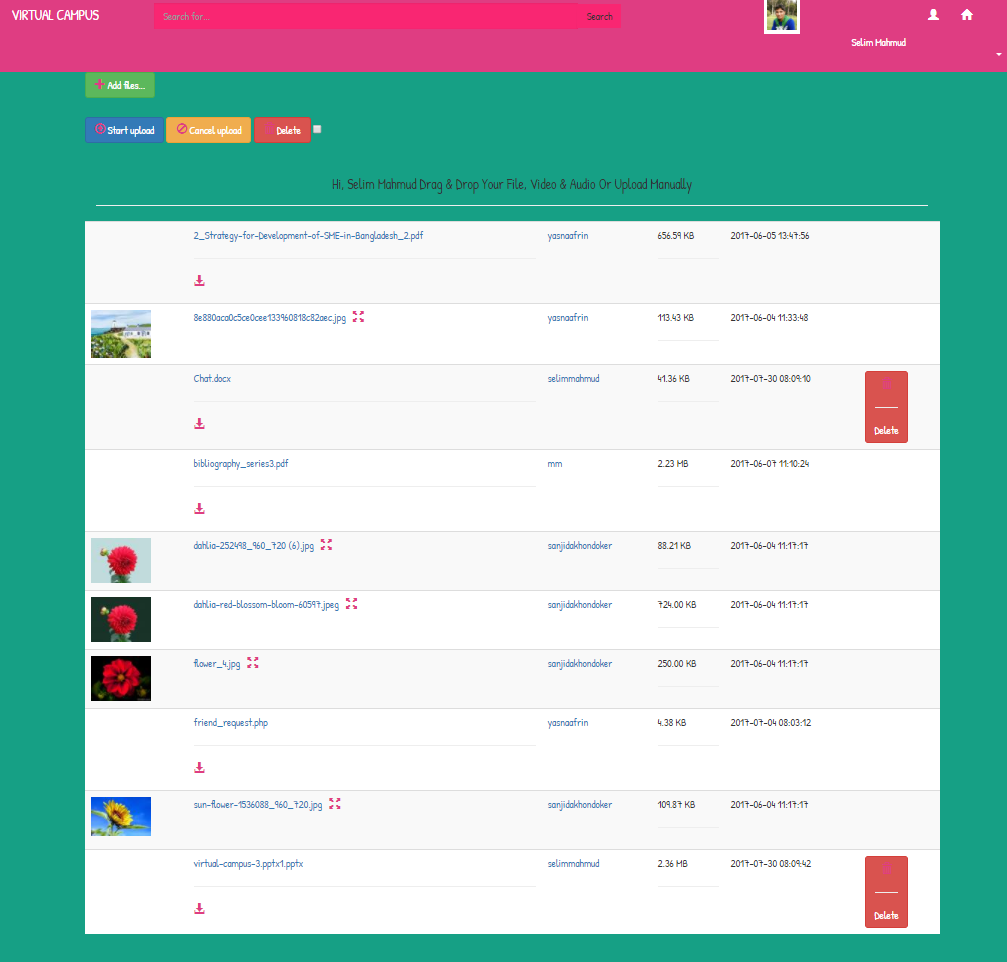 VIRTUAL CAMPUS
Search for...
Search
Selim Mahmud
Add files...
Start upload
Cancel upload
Delete
Hi, Selim Mahmud Drag & Drop Your File, Video & Audio Or Upload Manually
2_Strategy-for-Development-of-SME-in-Bangladesh_2.pdf yasnaafrin 656.59 KB 2017-06-05 13:47:56
8e880aca0c5ce0cee133960818c82aec.jpg yasnaafrin 113.43 KB 2017-06-04 11:33:48
Chat.docx selimmahmud 41.36 KB 2017-07-30 08:09:10
Delete
bibliography_series3.pdf mm 2.23 MB 2017-06-07 11:10:24
dahlia-252498_960_720 (6).jpg sanjidakhondoker 88.21 KB 2017-06-04 11:17:17
dahlia-red-blossom-bloom-60597.jpeg sanjidakhondoker 724.00 KB 2017-06-04 11:17:17
flower_4.jpg sanjidakhondoker 250.00 KB 2017-06-04 11:17:17
friend_request.php yasnaafrin 4.38 KB 2017-07-04 08:03:12
sun-flower-1536088_960_720.jpg sanjidakhondoker 109.87 KB 2017-06-04 11:17:17
virtual-campus-3.pptx1.pptx selimmahmud 2.36 MB 2017-07-30 08:09:42
Delete